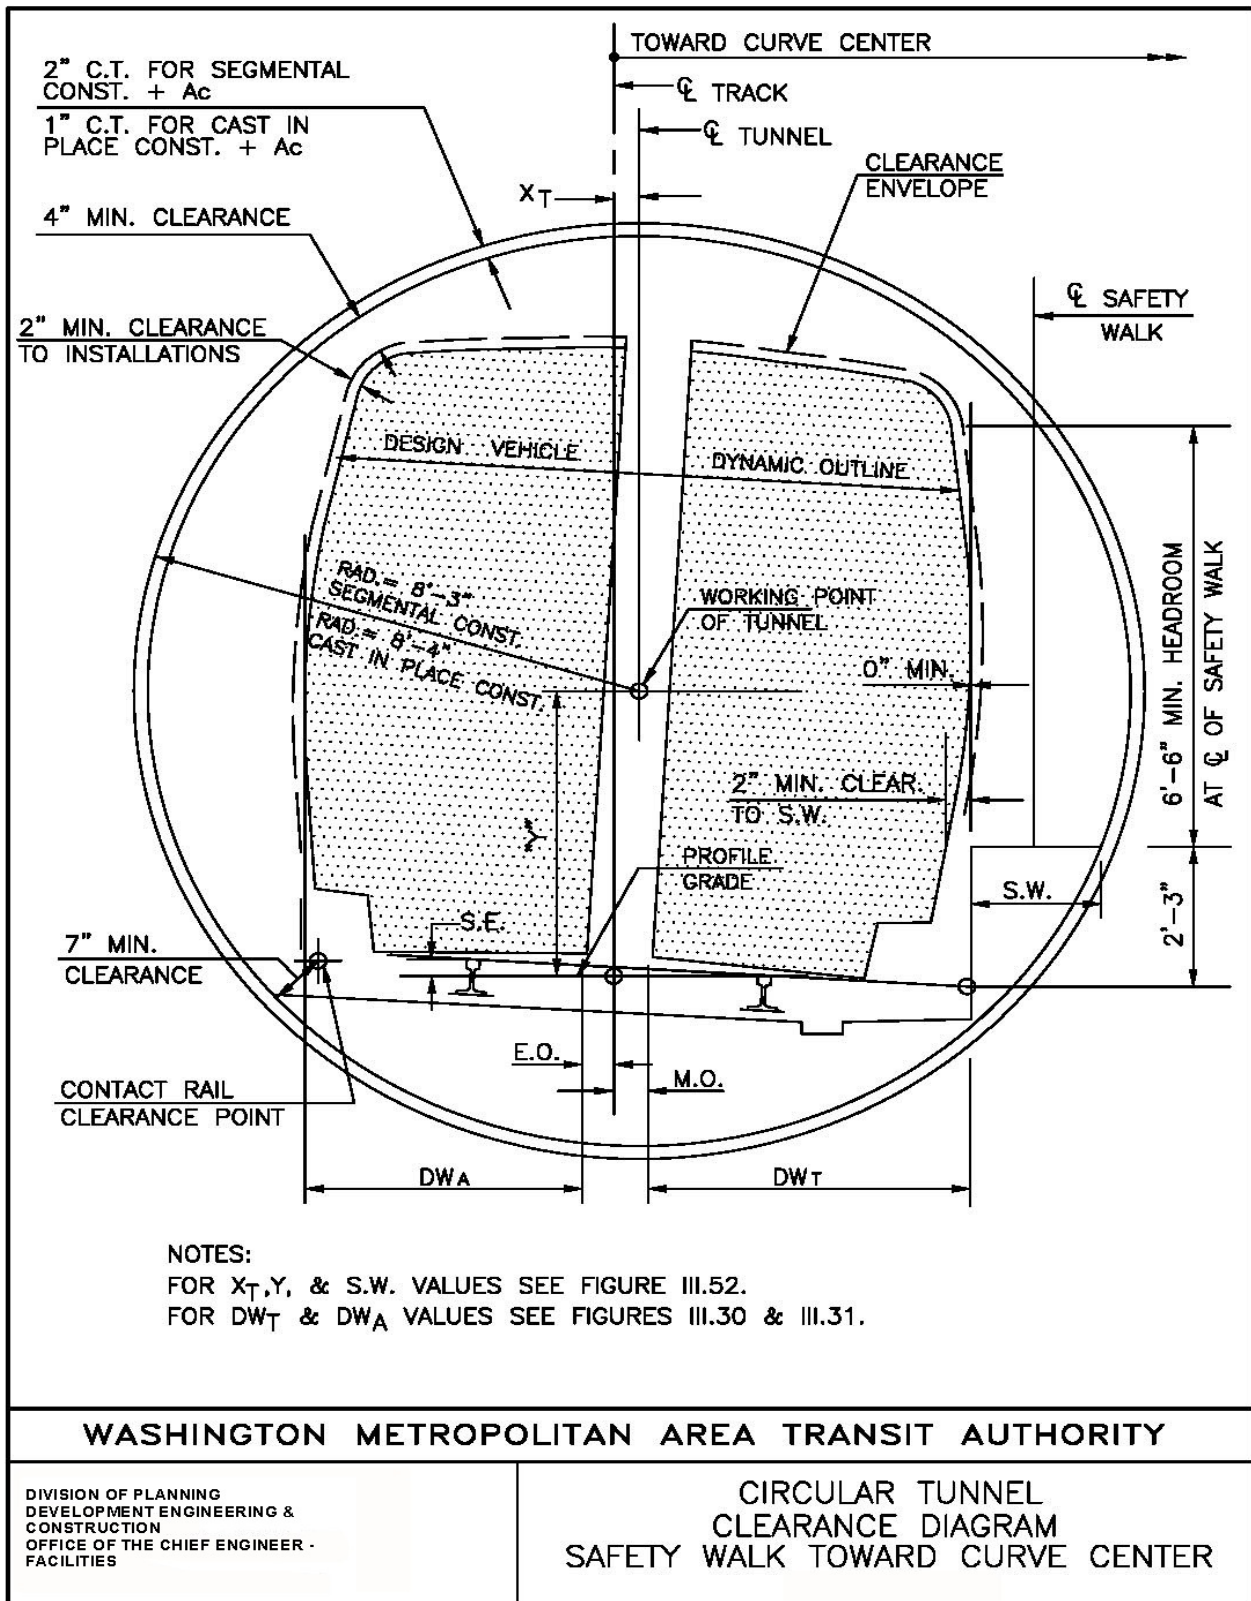 TOWARD CURVE CENTER
2" C.T. FOR SEGMENTAL
CONST. + Ac
1" C.T. FOR CAST IN
PLACE CONST. + Ac
℄ TRACK
℄ TUNNEL
CLEARANCE
ENVELOPE
XT
4" MIN. CLEARANCE
℄ SAFETY
WALK
2" MIN. CLEARANCE
TO INSTALLATIONS
DESIGN VEHICLE
DYNAMIC OUTLINE
RAD.= 8'-3"
SEGMENTAL CONST.
RAD.= 8'-4"
CAST IN PLACE CONST.
WORKING POINT
OF TUNNEL
0" MIN.
6'-6" MIN. HEADROOM
AT ℄ OF SAFETY WALK
2" MIN. CLEAR.
TO S.W.
"Y"
PROFILE
GRADE
S.W.
2'-3"
S.E.
7" MIN.
CLEARANCE
E.O.
M.O.
CONTACT RAIL
CLEARANCE POINT
DWA
DWT
NOTES:
FOR XT,Y, & S.W. VALUES SEE FIGURE III.52.
FOR DWT & DWA VALUES SEE FIGURES III.30 & III.31.
WASHINGTON METROPOLITAN AREA TRANSIT AUTHORITY
DIVISION OF PLANNING
DEVELOPMENT ENGINEERING &
CONSTRUCTION
OFFICE OF THE CHIEF ENGINEER -
FACILITIES
CIRCULAR TUNNEL
CLEARANCE DIAGRAM
SAFETY WALK TOWARD CURVE CENTER